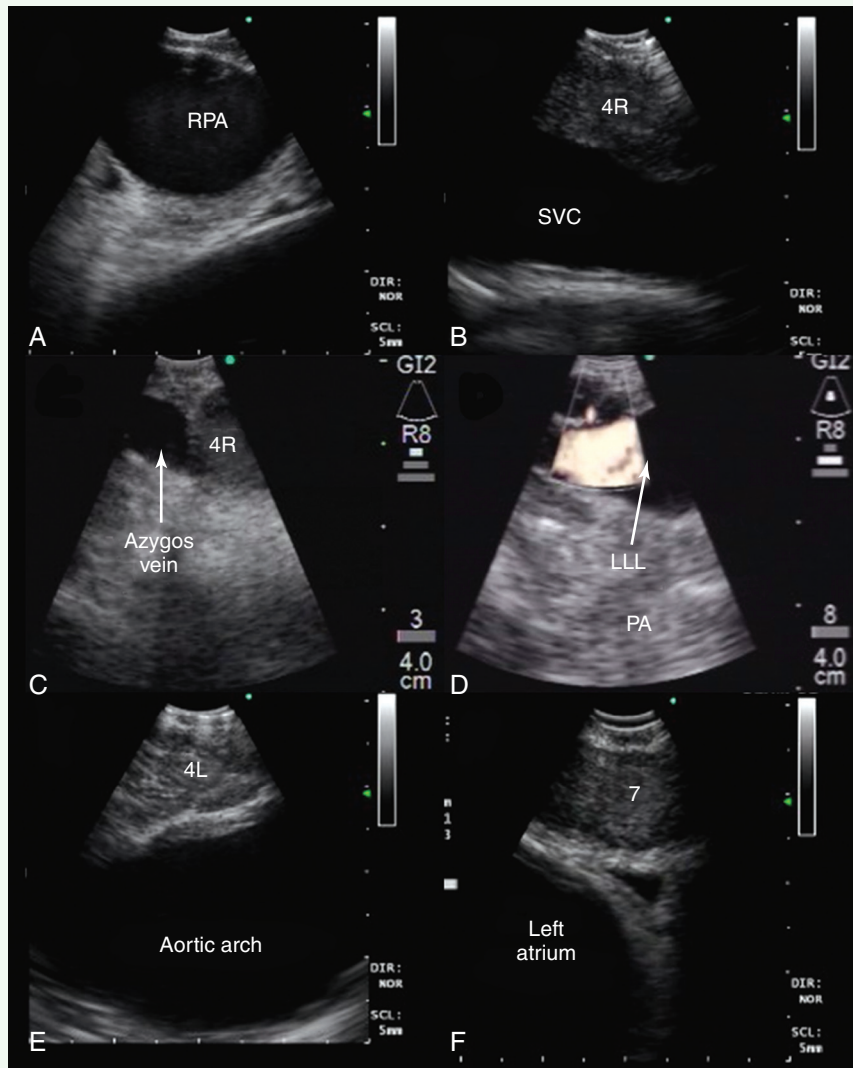 RPA
DIR:
NOR
SCL:
5mm
A
4R
SVC
DIR:
NOR
SCL:
B
GI2
R8
4R
Azygos
vein
3
4.0
cm
C
GI2
R8
LLL
PA
8
4.0
cm
D
4L
Aortic arch
DIR:
NOR
SCL:
5mm
E
7
Left
atrium
m
1
3
DIR:
NOR
SCL:
5mm
F